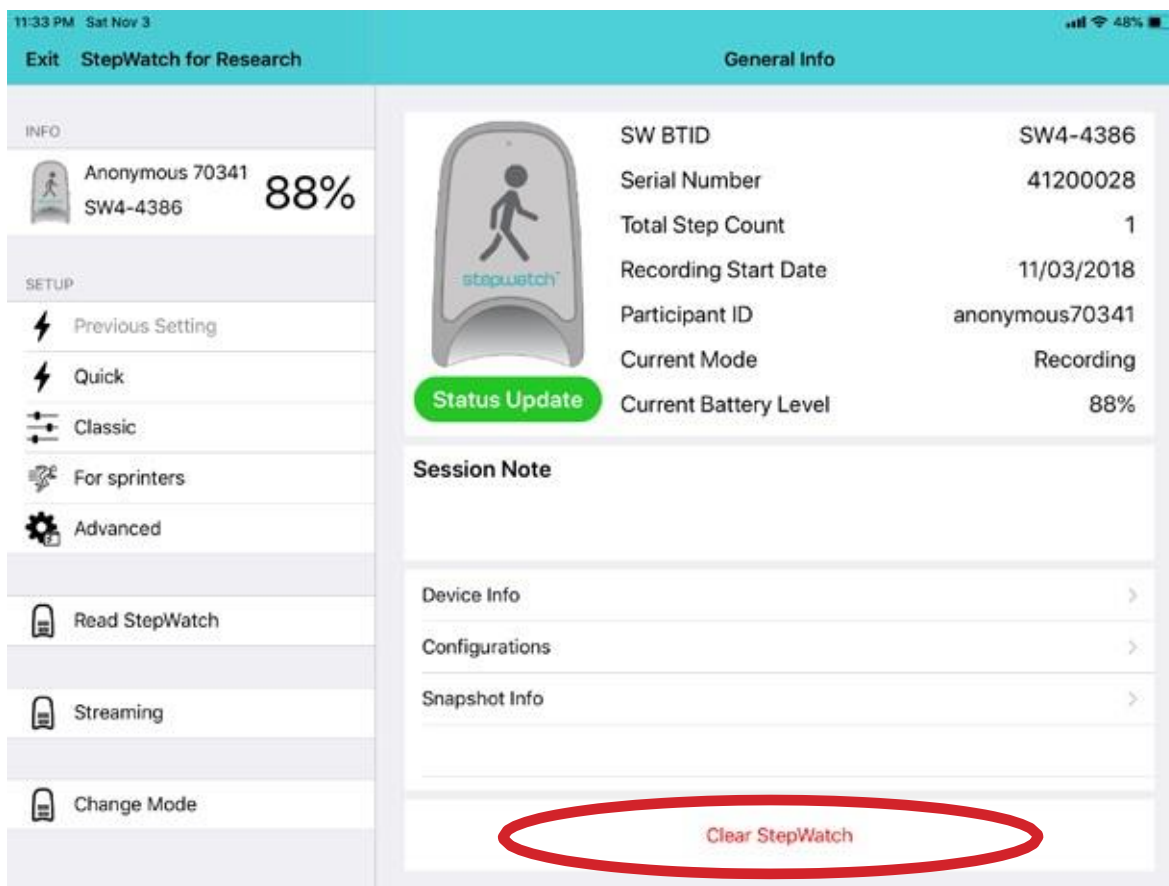 11:33 PM Sat Nov 3
48%
Exit StepWatch for Research
General Info
INFO
Anonymous 70341
SW4-4386
88%
SETUP
Previous Setting
Quick
Classic
For sprinters
Advanced
Read StepWatch
Streaming
Change Mode
stepwatch™
Status Update
SW BTID SW4-4386
Serial Number 41200028
Total Step Count 1
Recording Start Date 11/03/2018
Participant ID anonymous70341
Current Mode Recording
Current Battery Level 88%
Session Note
Device Info
Configurations
Snapshot Info
Clear StepWatch